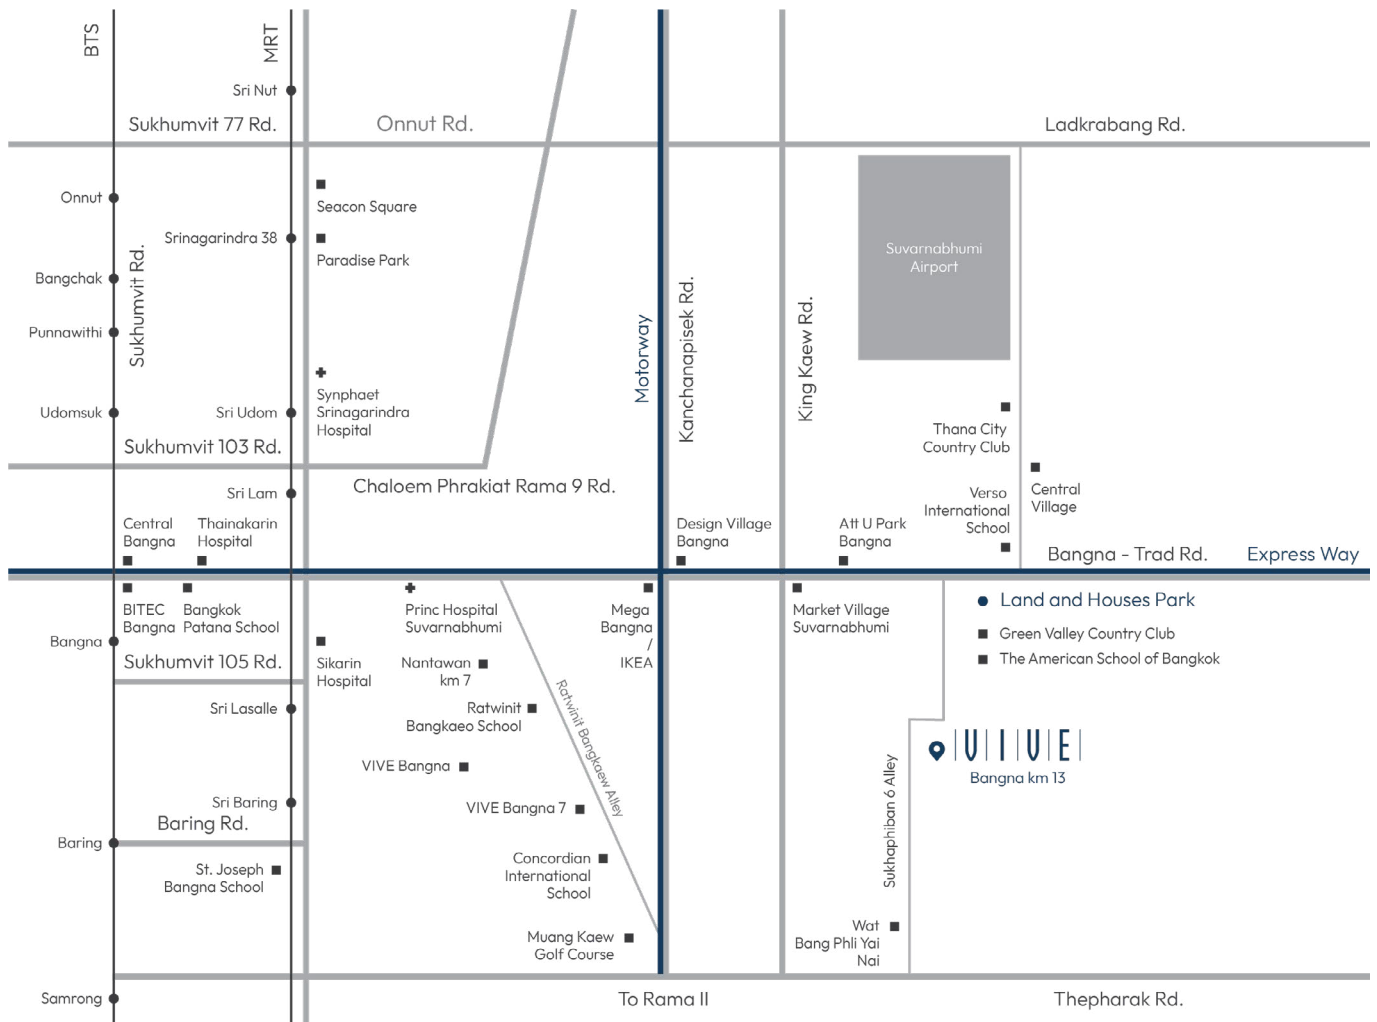 BTS
MRT
Sri Nut
Sukhumvit 77 Rd.
Onnut Rd.
Ladkrabang Rd.
Onnut
Seacon Square
Srinagarindra 38
Paradise Park
Suvarnabhumi
Airport
Sukhumvit Rd.
Bangchak
Punnawithi
Motorway
Kanchanapisek Rd.
King Kaew Rd.
Synphaet
Srinagarindra
Hospital
Udomsuk
Sri Udom
Sukhumvit 103 Rd.
Thana City
Country Club
Chaloem Phrakiat Rama 9 Rd.
Sri Lam
Verso
International
School
Central
Village
Central
Bangna
Thainakarin
Hospital
Design Village
Bangna
Att U Park
Bangna
Bangna - Trad Rd.
Express Way
BITEC
Bangna
Bangkok
Patana School
Princ Hospital
Suvarnabhumi
Mega
Bangna
/
IKEA
Market Village
Suvarnabhumi
Land and Houses Park
Green Valley Country Club
The American School of Bangkok
Bangna
Sukhumvit 105 Rd.
Sikarin
Hospital
Nantawan
km 7
Ratwinit
Bangkaeo School
Ratwinit Bangkaew Alley
Sri Lasalle
VIVE Bangna
VIVE Bangna 7
VIVE
Bangna km 13
Sukhaphiban 6 Alley
Sri Baring
Baring Rd.
Baring
St. Joseph
Bangna School
Concordian
International
School
Muang Kaew
Golf Course
Wat
Bang Phli Yai
Nai
Samrong
To Rama II
Thepharak Rd.